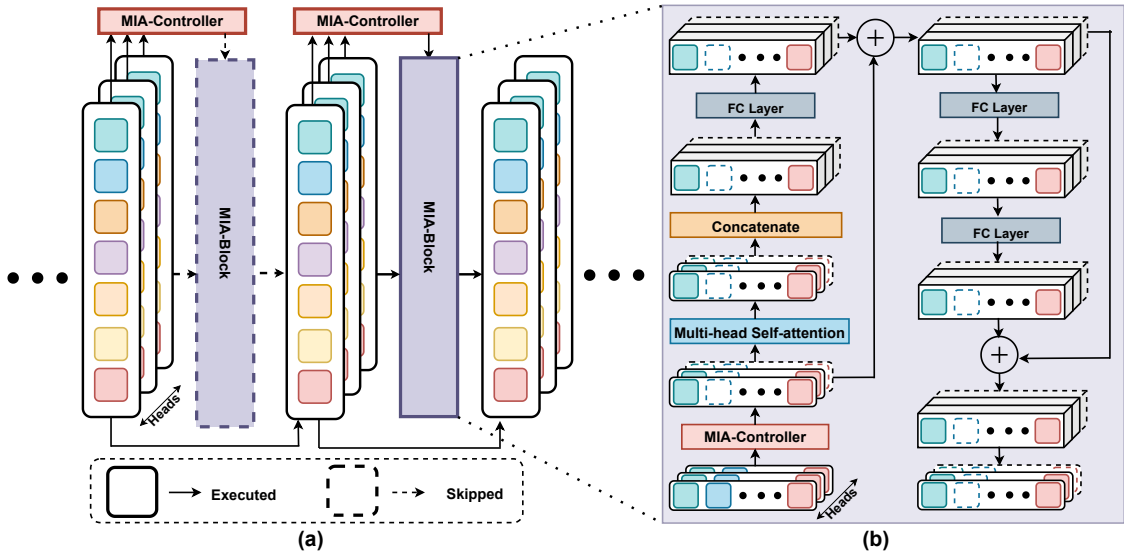 MIA-Controller
MIA-Controller
MIA-Block
MIA-Block
Heads
Executed
Skipped
(a)
FC Layer
Concatenate
Multi-head Self-attention
MIA-Controller
Heads
FC Layer
FC Layer
(b)